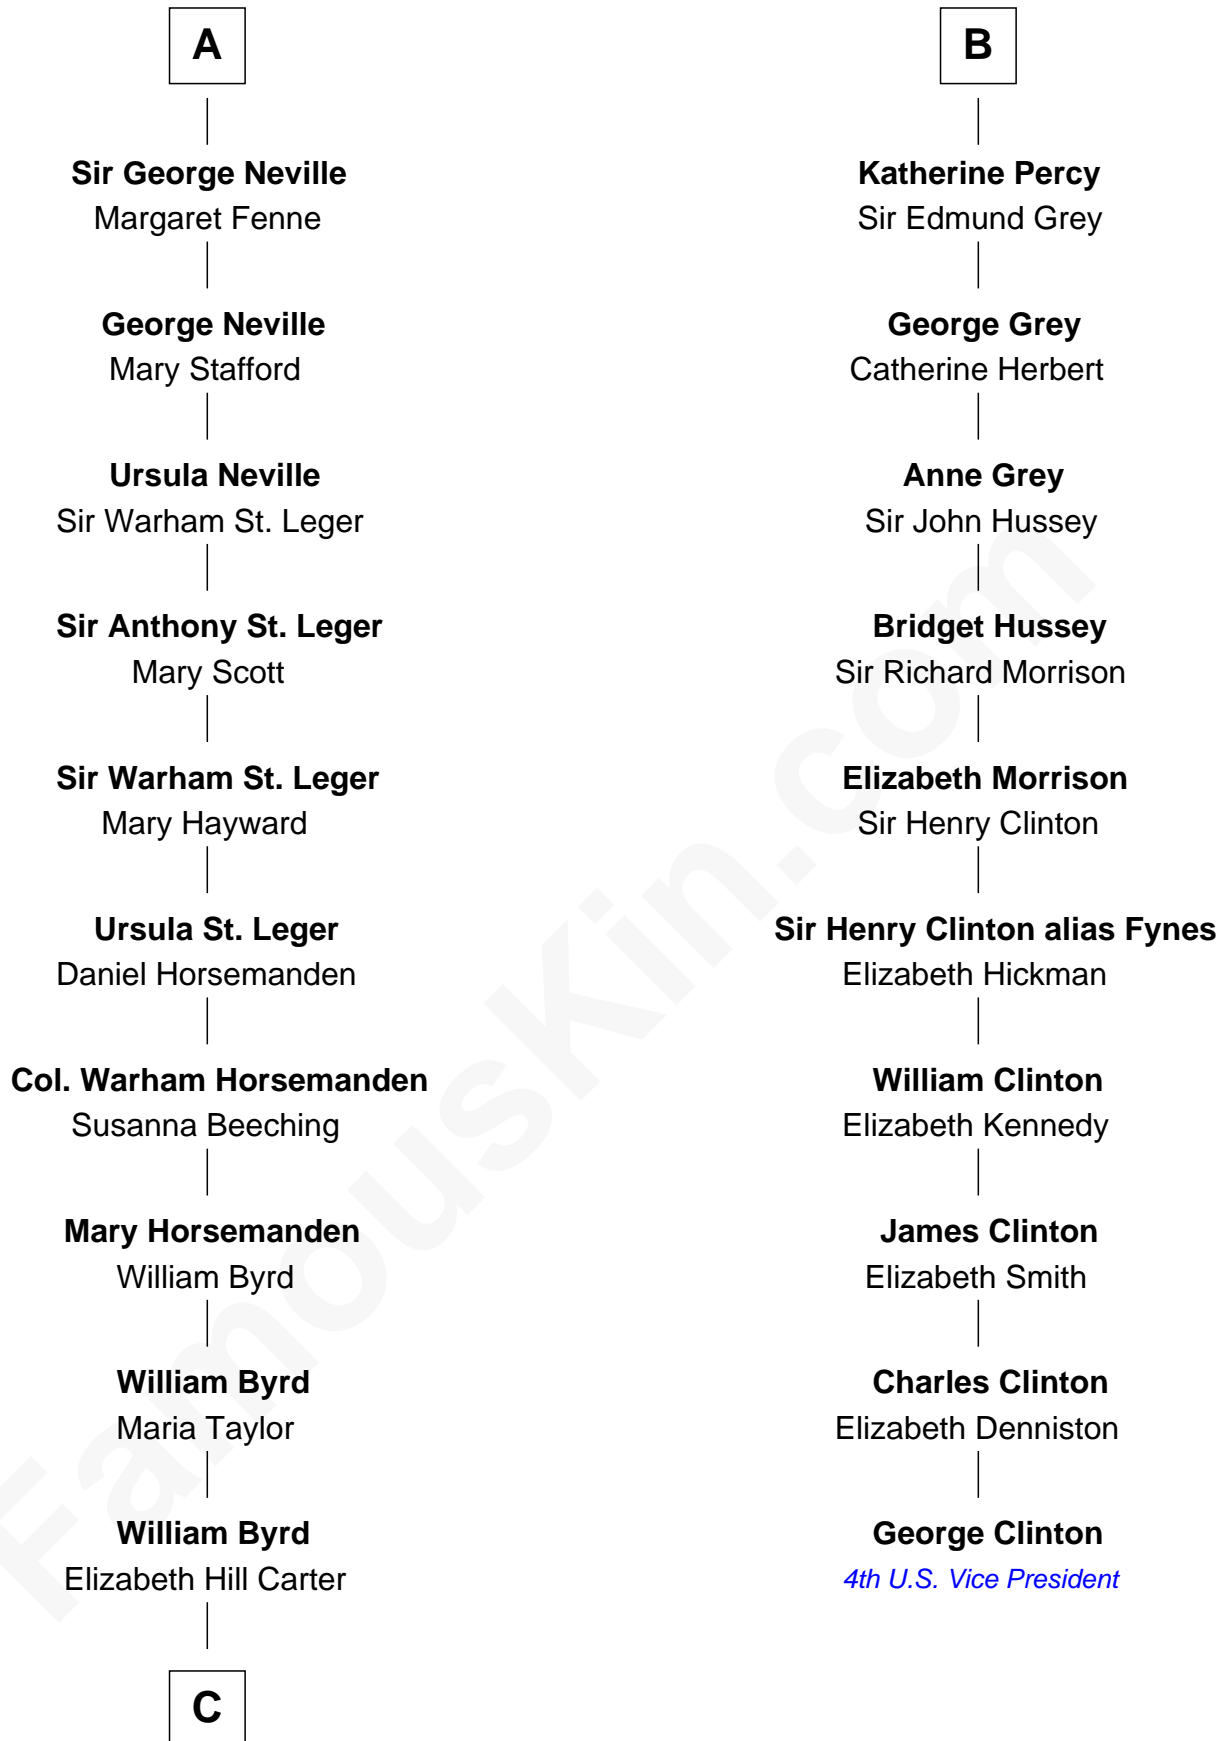 A
Sir George Neville
Margaret Fenne
George Neville
Mary Stafford
Ursula Neville
Sir Warham St. Leger
Sir Anthony St. Leger
Mary Scott
Sir Warham St. Leger
Mary Hayward
Ursula St. Leger
Daniel Horsemanden
Col. Warham Horsemanden
Susanna Beeching
Mary Horsemanden
William Byrd
William Byrd
Maria Taylor
William Byrd
Elizabeth Hill Carter
C
B
Katherine Percy
Sir Edmund Grey
George Grey
Catherine Herbert
Anne Grey
Sir John Hussey
Bridget Hussey
Sir Richard Morrison
Elizabeth Morrison
Sir Henry Clinton
Sir Henry Clinton alias Fynes
Elizabeth Hickman
William Clinton
Elizabeth Kennedy
James Clinton
Elizabeth Smith
Charles Clinton
Elizabeth Denniston
George Clinton
4th U.S. Vice President
FamousKin.com